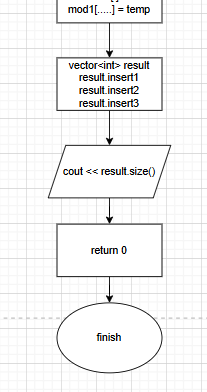 mod1[.....] = temp
vector<int> result
result.insert1
result.insert2
result.insert3
cout << result.size()
return 0
finish